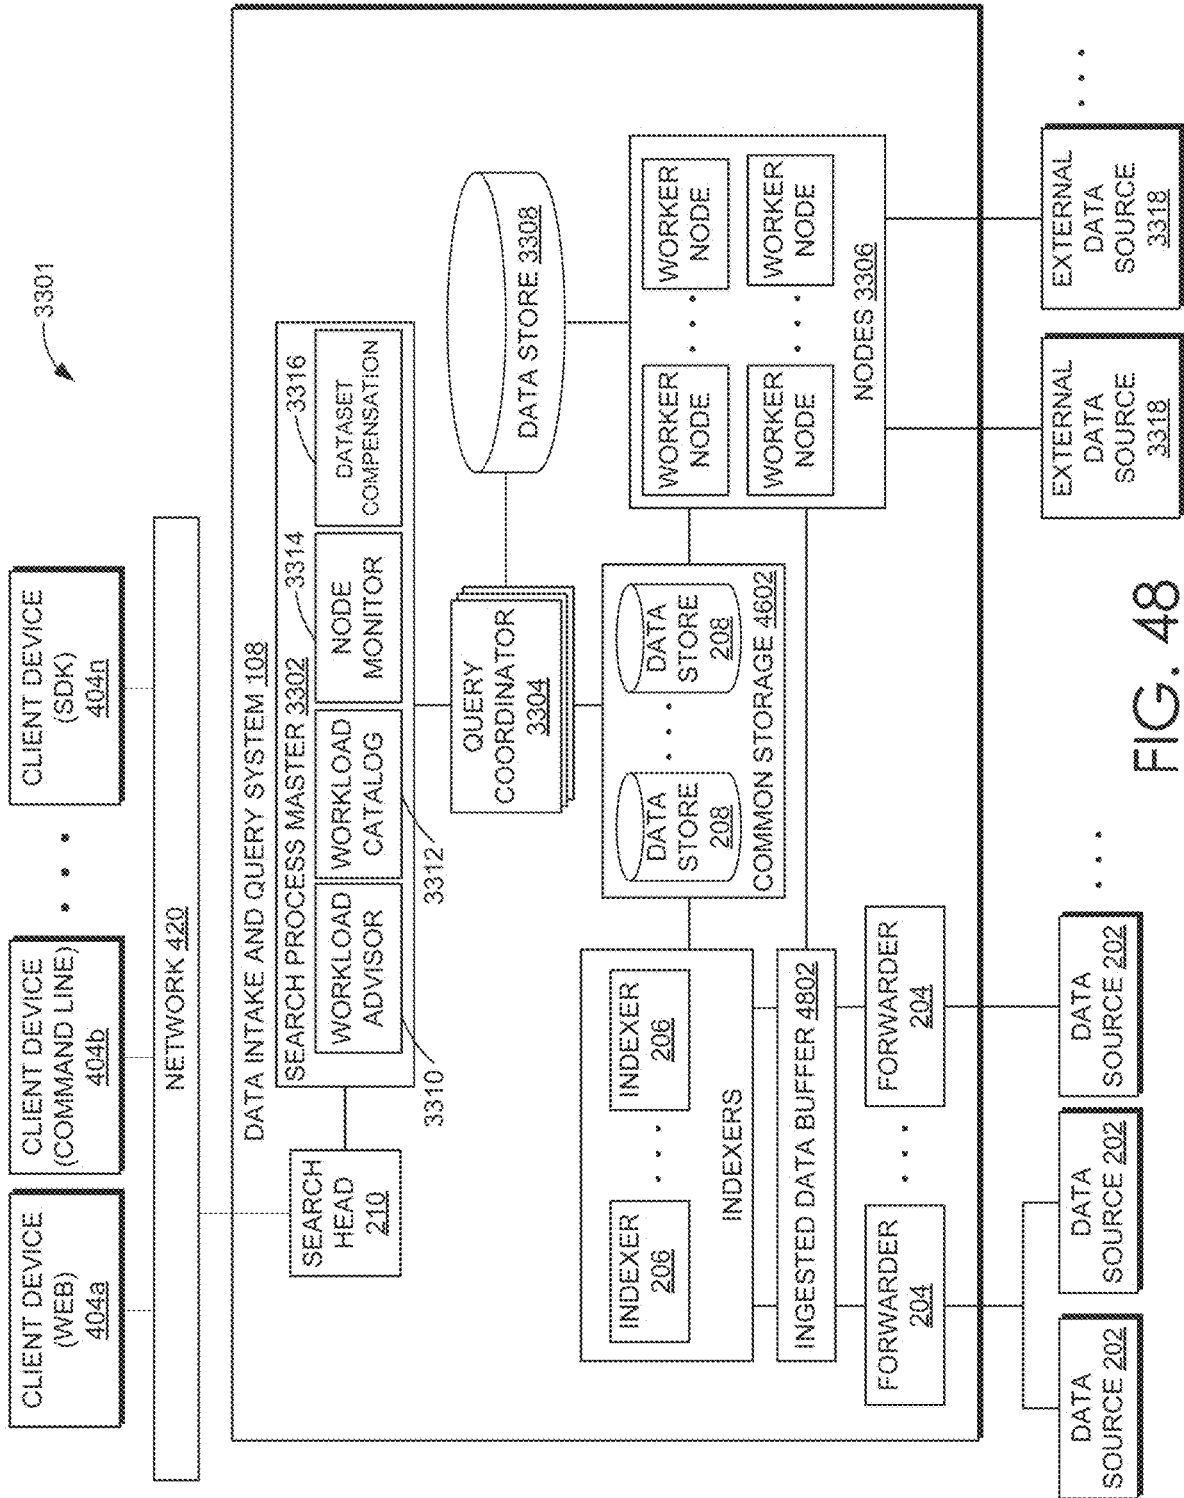 3301
CLIENT DEVICE
(WEB)
404a
CLIENT DEVICE
(COMMAND LINE)
404b
CLIENT DEVICE
(SDK)
404n
NETWORK 420
DATA INTAKE AND QUERY SYSTEM 108
SEARCH
HEAD
210
SEARCH PROCESS MASTER 3302
3314
3316
WORKLOAD
ADVISOR
WORKLOAD
CATALOG
NODE
MONITOR
DATASET
COMPENSATION
3310
3312
QUERY
COORDINATOR
3304
DATA STORE 3308
INDEXER
206
INDEXER
206
INDEXERS
DATA
STORE
208
DATA
STORE
208
COMMON STORAGE 4602
WORKER
NODE
WORKER
NODE
WORKER
NODE
WORKER
NODE
NODES 3306
INGESTED DATA BUFFER 4802
FORWARDER
204
FORWARDER
204
DATA
SOURCE 202
DATA
SOURCE 202
DATA
SOURCE 202
EXTERNAL
DATA
SOURCE
3318
EXTERNAL
DATA
SOURCE
3318
FIG. 48